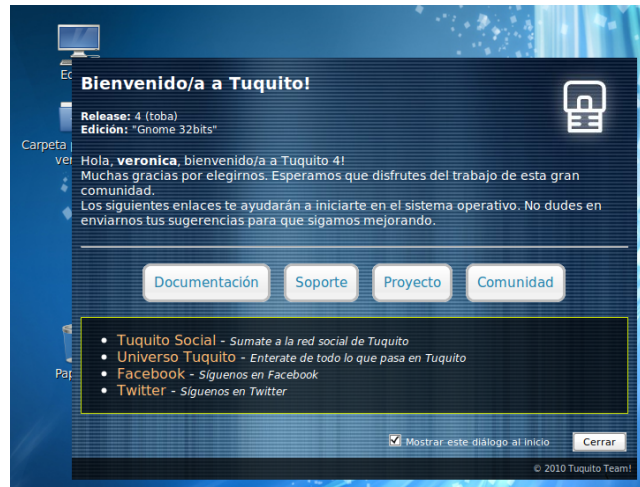 Bienvenido/a a Tuquito!
Release: 4 (toba)
Edición: "Gnome 32bits"
Carpeta
Hola, veronica, bienvenido/a a Tuquito 4!
Muchas gracias por elegirnos. Esperamos que disfrutes del trabajo de esta gran
comunidad.
Los siguientes enlaces te ayudarán a iniciarte en el sistema operativo. No dudes en
enviarnos tus sugerencias para que sigamos mejorando.
Documentación Soporte Proyecto Comunidad
Tuquito Social - Sumate a la red social de Tuquito
Universo Tuquito - Enterate de todo lo que pasa en Tuquito
Facebook - Síguenos en Facebook
Twitter - Síguenos en Twitter
Mostrar este diálogo al inicio Cerrar
© 2010 Tuquito Team!